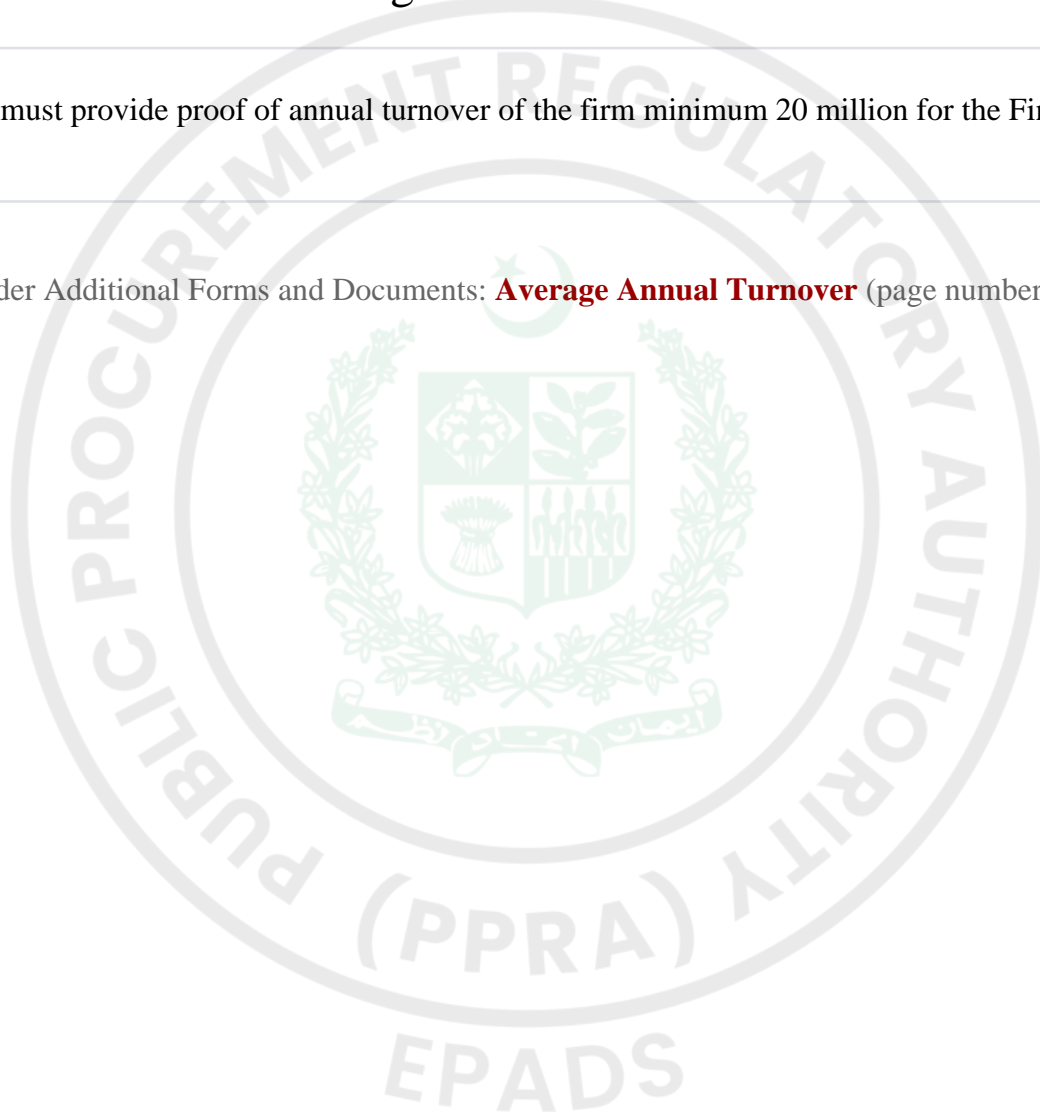 must provide proof of annual turnover of the firm minimum 20 million for the Fi
der Additional Forms and Documents: Average Annual Turnover (page number
PUBLIC PROCUREMENT REGULATORY AUTHORITY
(PPRA)
EPADS